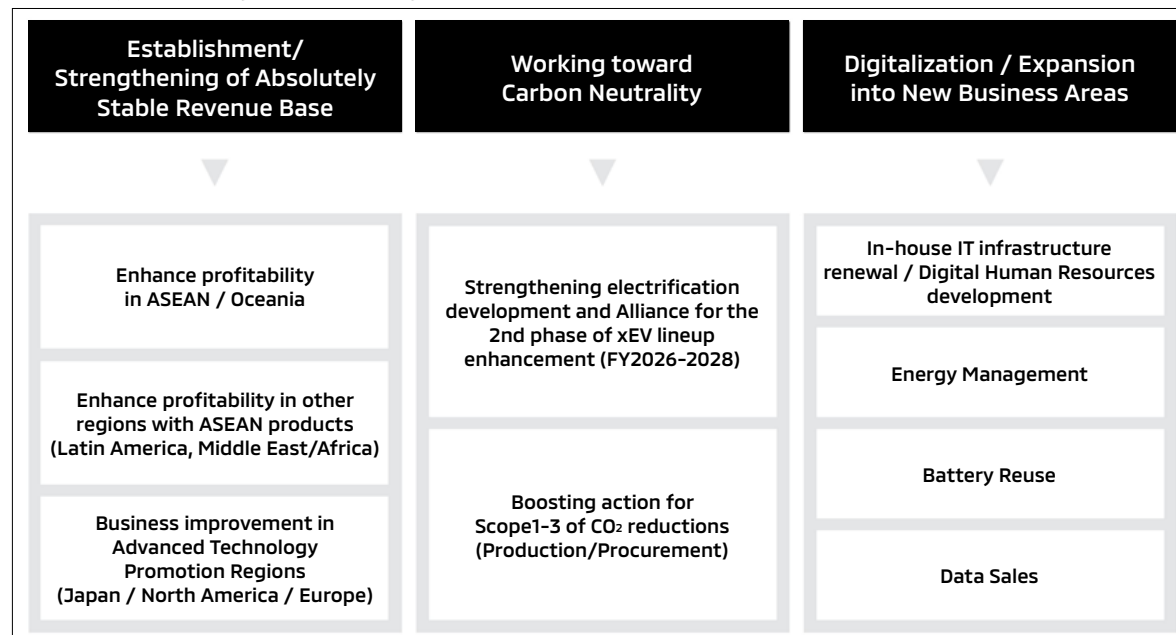 Establishment/
Strengthening of Absolutely
Stable Revenue Base
Enhance profitability
in ASEAN / Oceania
Enhance profitability in other
regions with ASEAN products
(Latin America, Middle East/Africa)
Business improvement in
Advanced Technology
Promotion Regions
(Japan / North America / Europe)
Working toward
Carbon Neutrality
Strengthening electrification
development and Alliance for the
2nd phase of xEV lineup
enhancement (FY2026-2028)
Boosting action for
Scope1-3 of CO₂ reductions
(Production/Procurement)
Digitalization / Expansion
into New Business Areas
In-house IT infrastructure
renewal / Digital Human Resources
development
Energy Management
Battery Reuse
Data Sales